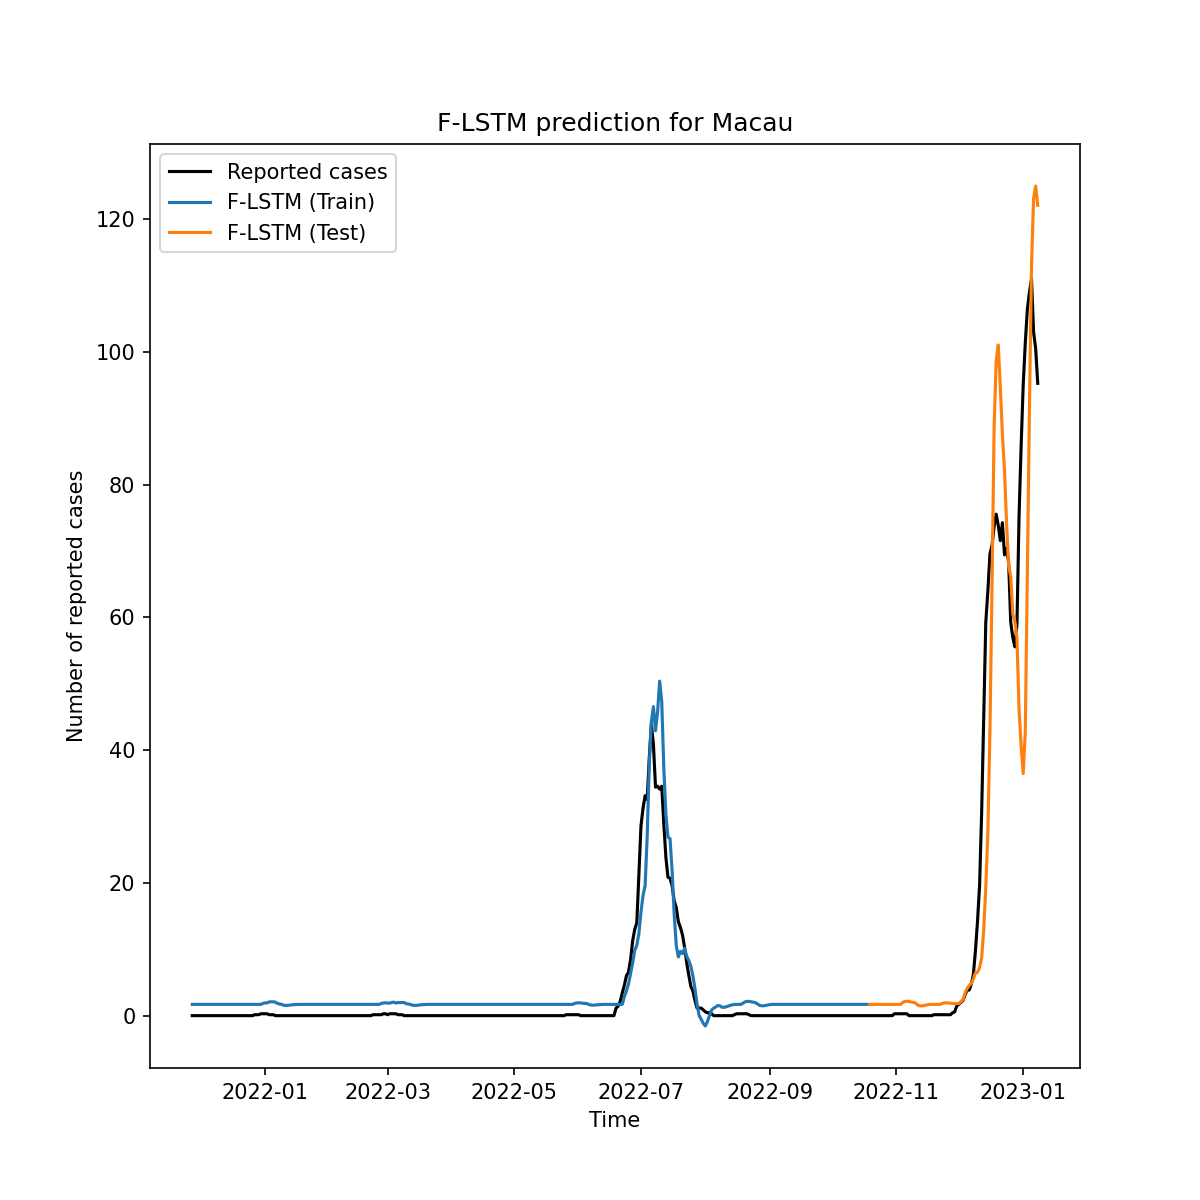 F-LSTM prediction for Macau
Reported cases
F-LSTM (Train)
F-LSTM (Test)
Number of reported cases
120
100
80
60
40
20
0
2022-01 2022-03 2022-05 2022-07 2022-09 2022-11 2023-01
Time